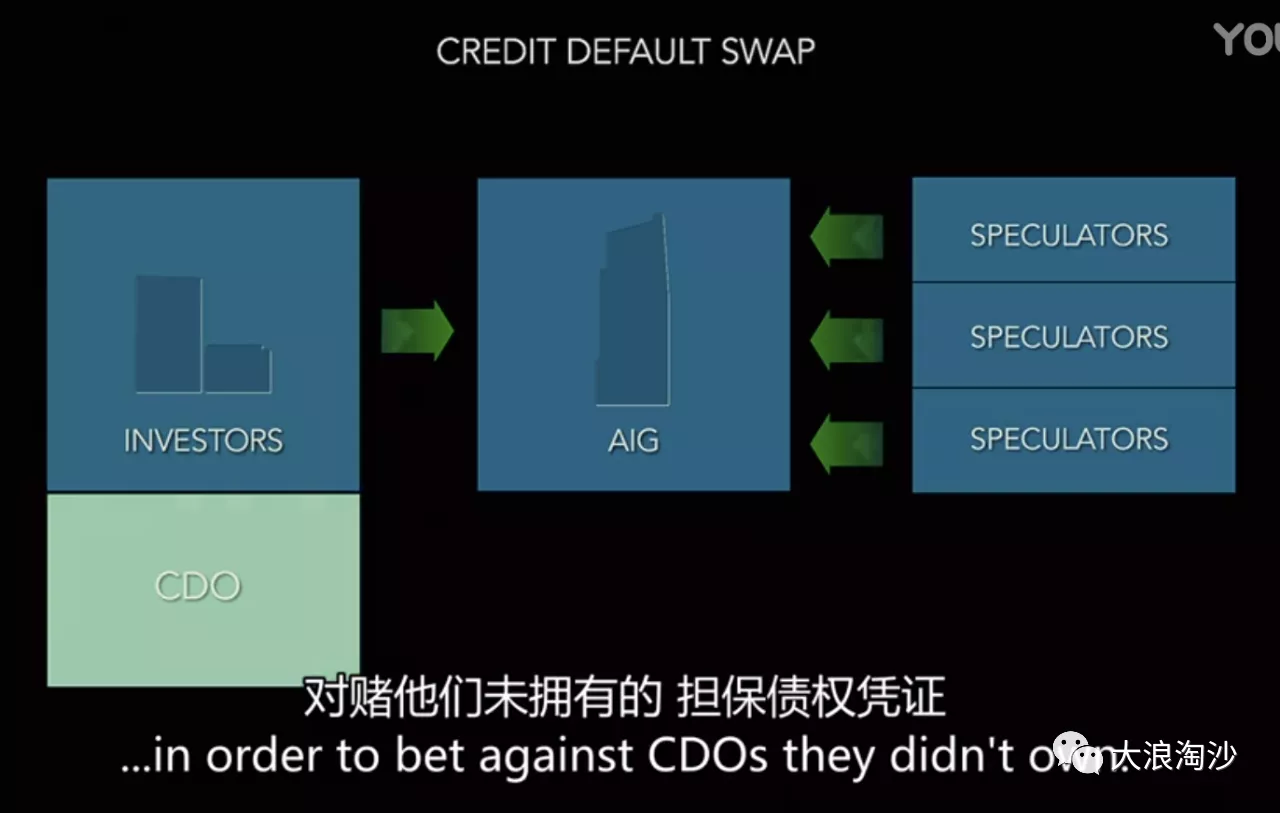 CREDIT DEFAULT SWAP
YOU
INVESTORS
CDO
AIG
SPECULATORS
SPECULATORS
SPECULATORS
对赌他们未拥有的 担保债权凭证
...in order to bet against CDOs they didn't own.
大浪淘沙